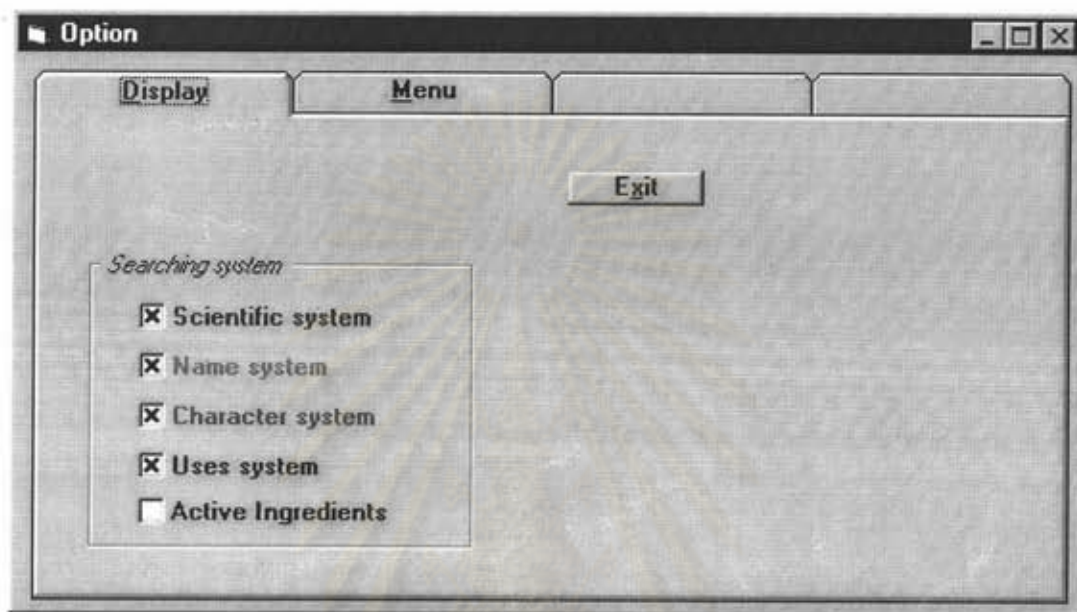 Option
Display Menu
Exit
Searching system
Scientific system
Name system
Character system
Uses system
Active Ingredients